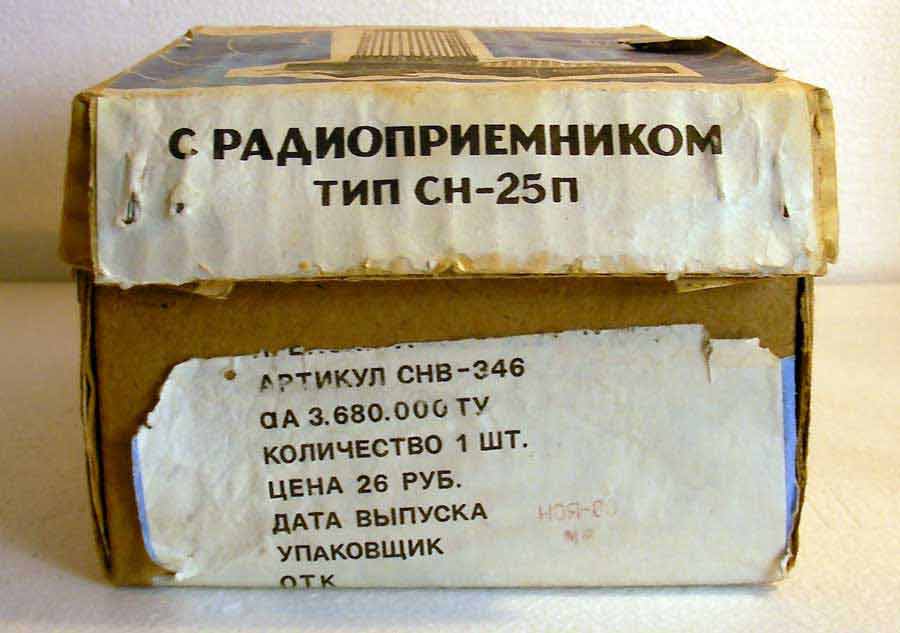 С РАДИОПРИЕМНИКОМ
ТИП СН-25П
АРТИКУЛ СНВ-346
аА 3.680.000 ТУ
КОЛИЧЕСТВО 1 ШТ.
ЦЕНА 26 РУБ.
ДАТА ВЫПУСКА
УПАКОВЩИК
ОТК